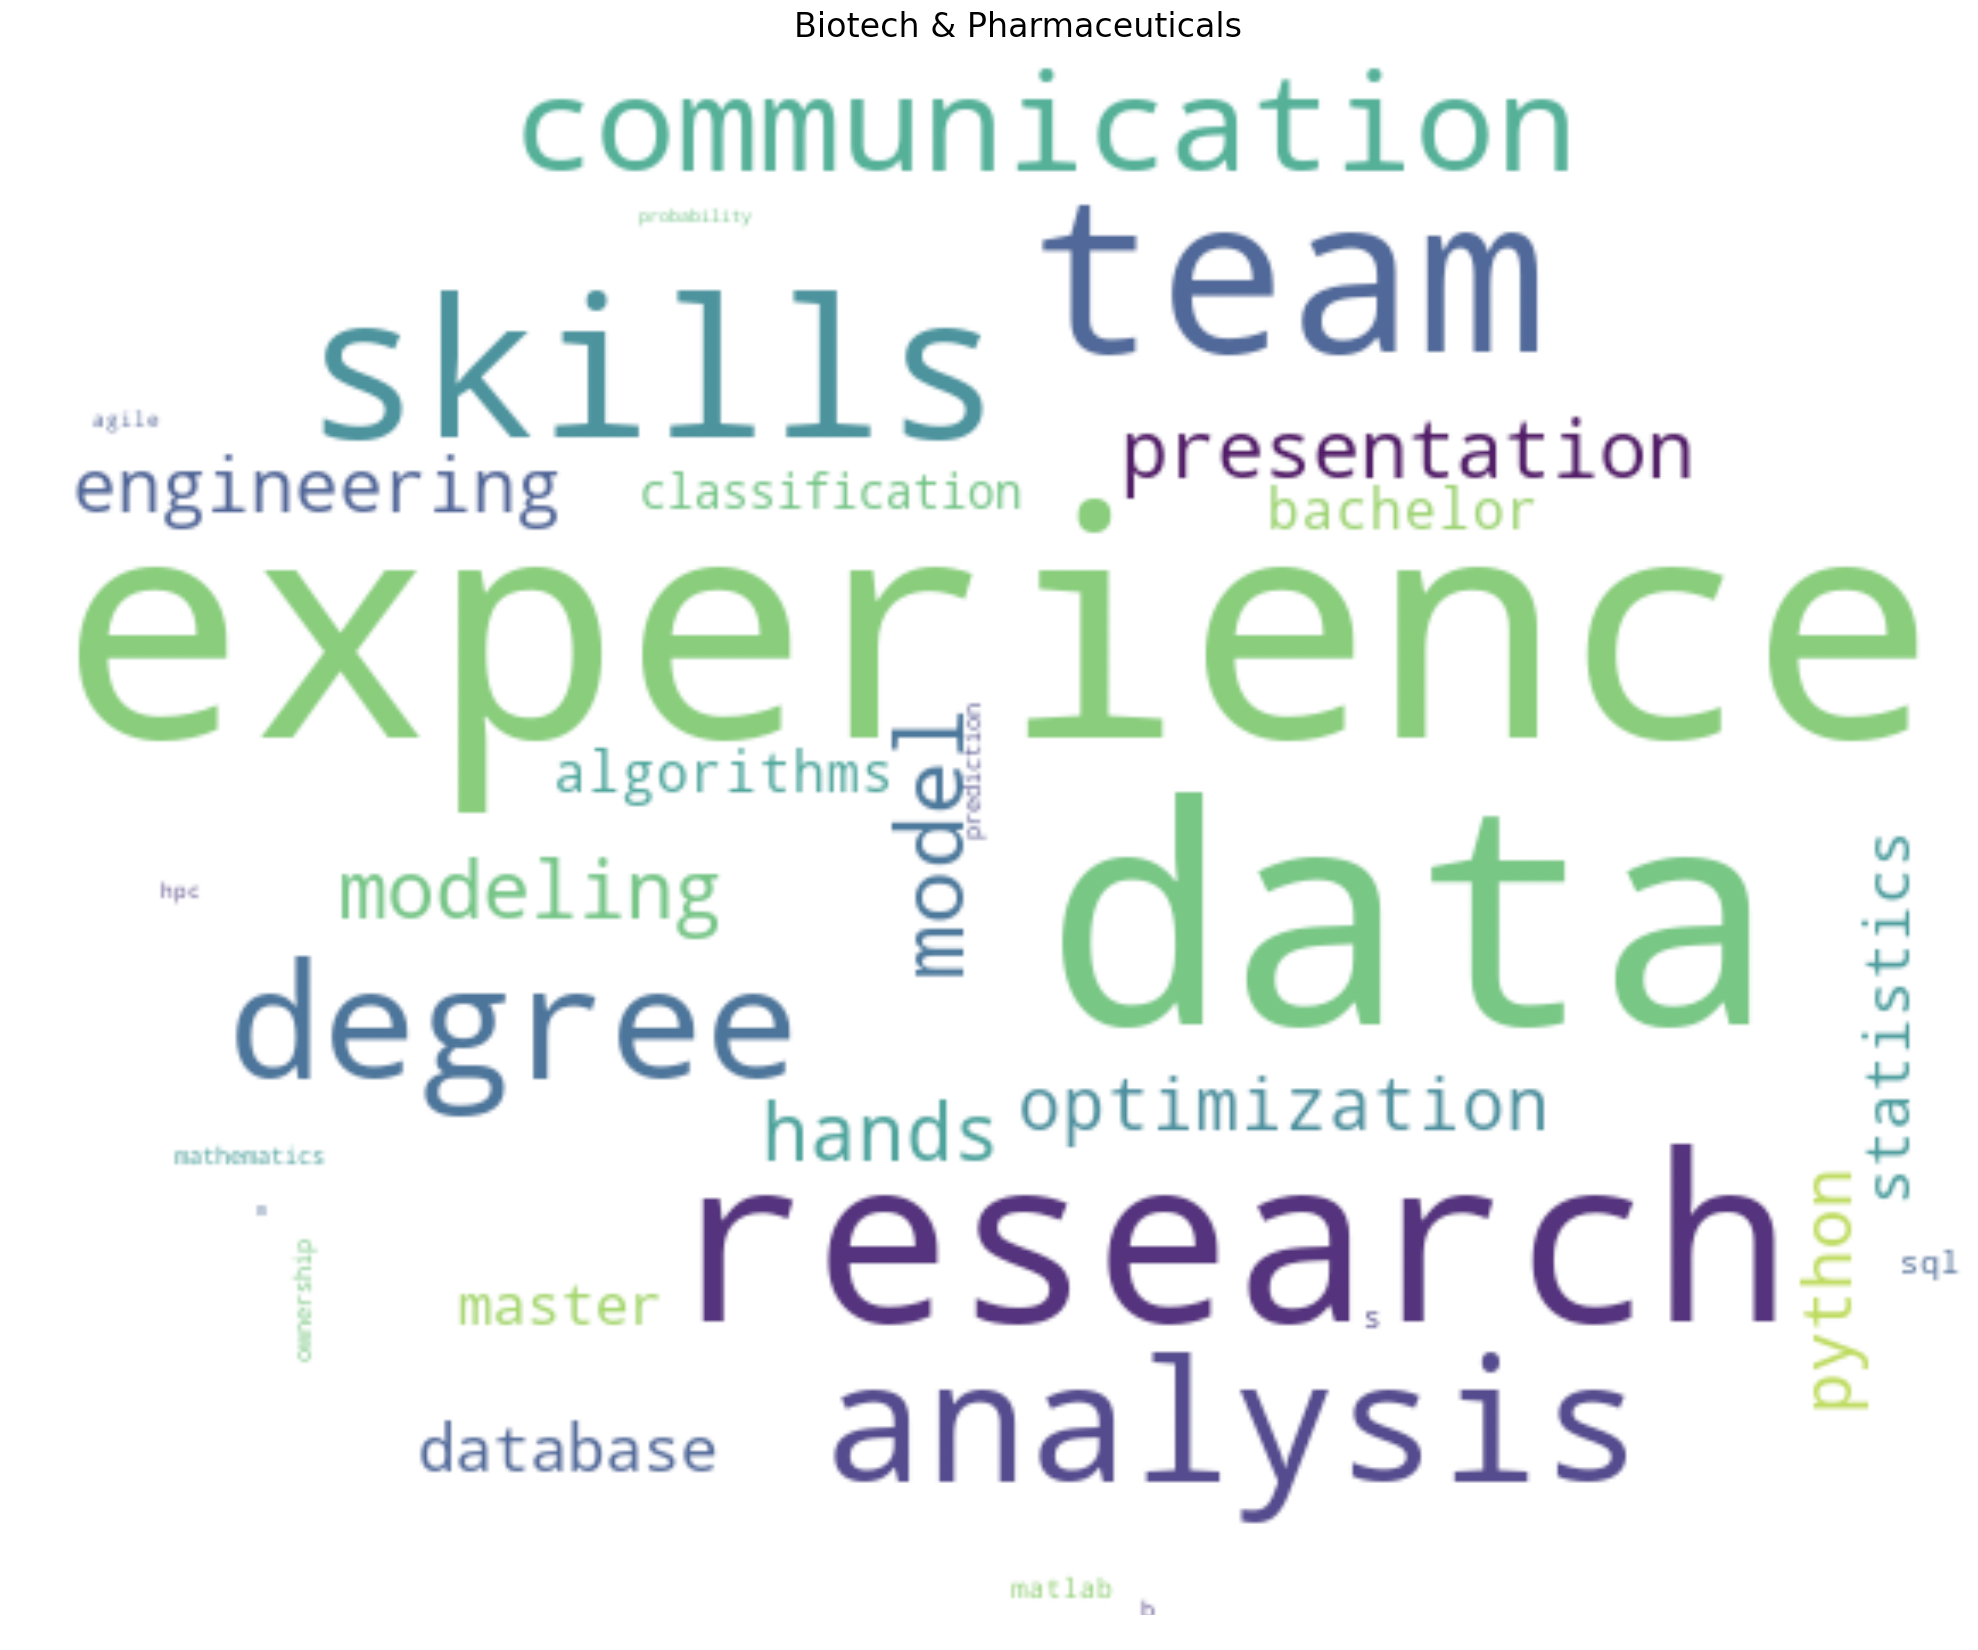 Biotech & Pharmaceuticals
communication
probability
team
skills
agile
presentation
engineering
classification
bachelor
experience
algorithms
model
prediction
data
modeling
hpc
statistics
degree
optimization
hands
mathematics
research
m
python
sql
ownership
master
s
analysis
database
matlab
b